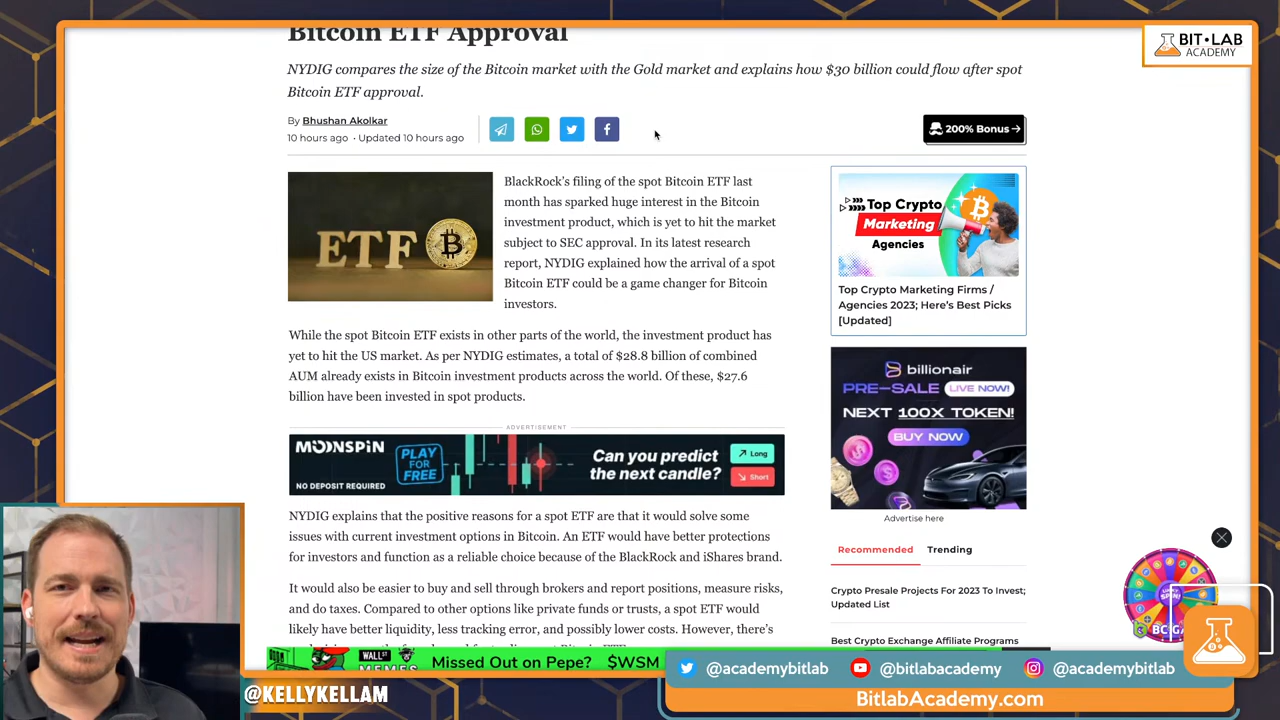 Bitcoin ETF Approval
NYDIG compares the size of the Bitcoin market with the Gold market and explains how $30 billion could flow after spot
Bitcoin ETF approval.
By Bhushan Akolkar
10 hours ago · Updated 10 hours ago
200% Bonus →
BIT·LAB
ACADEMY
ETF
BlackRock's filing of the spot Bitcoin ETF last
month has sparked huge interest in the Bitcoin
investment product, which is yet to hit the market
subject to SEC approval. In its latest research
report, NYDIG explained how the arrival of a spot
Bitcoin ETF could be a game changer for Bitcoin
investors.
While the spot Bitcoin ETF exists in other parts of the world, the investment product has
yet to hit the US market. As per NYDIG estimates, a total of $28.8 billion of combined
AUM already exists in Bitcoin investment products across the world. Of these, $27.6
billion have been invested in spot products.
ADVERTISEMENT
MOONSPIN
NO DEPOSIT REQUIRED
PLAY
FOR
FREE
Can you predict
the next candle?
Long
Short
NYDIG explains that the positive reasons for a spot ETF are that it would solve some
issues with current investment options in Bitcoin. An ETF would have better protections
for investors and function as a reliable choice because of the BlackRock and iShares brand.
It would also be easier to buy and sell through brokers and report positions, measure risks,
and do taxes. Compared to other options like private funds or trusts, a spot ETF would
likely have better liquidity, less tracking error, and possibly lower costs. However, there's
Top Crypto
Marketing
Agencies
Top Crypto Marketing Firms /
Agencies 2023; Here's Best Picks
[Updated]
billionair
PRE-SALE LIVE NOW!
NEXT 100X TOKEN!
BUY NOW
Advertise here
Recommended
Trending
Crypto Presale Projects For 2023 To Invest;
Updated List
Best Crypto Exchange Affiliate Programs
SPIN
WALL ST
MEMES
Missed Out on Pepe? $WSM
@KELLYKELLAM
@academybitlab
@bitlabacademy
@academybitlab
BitlabAcademy.com